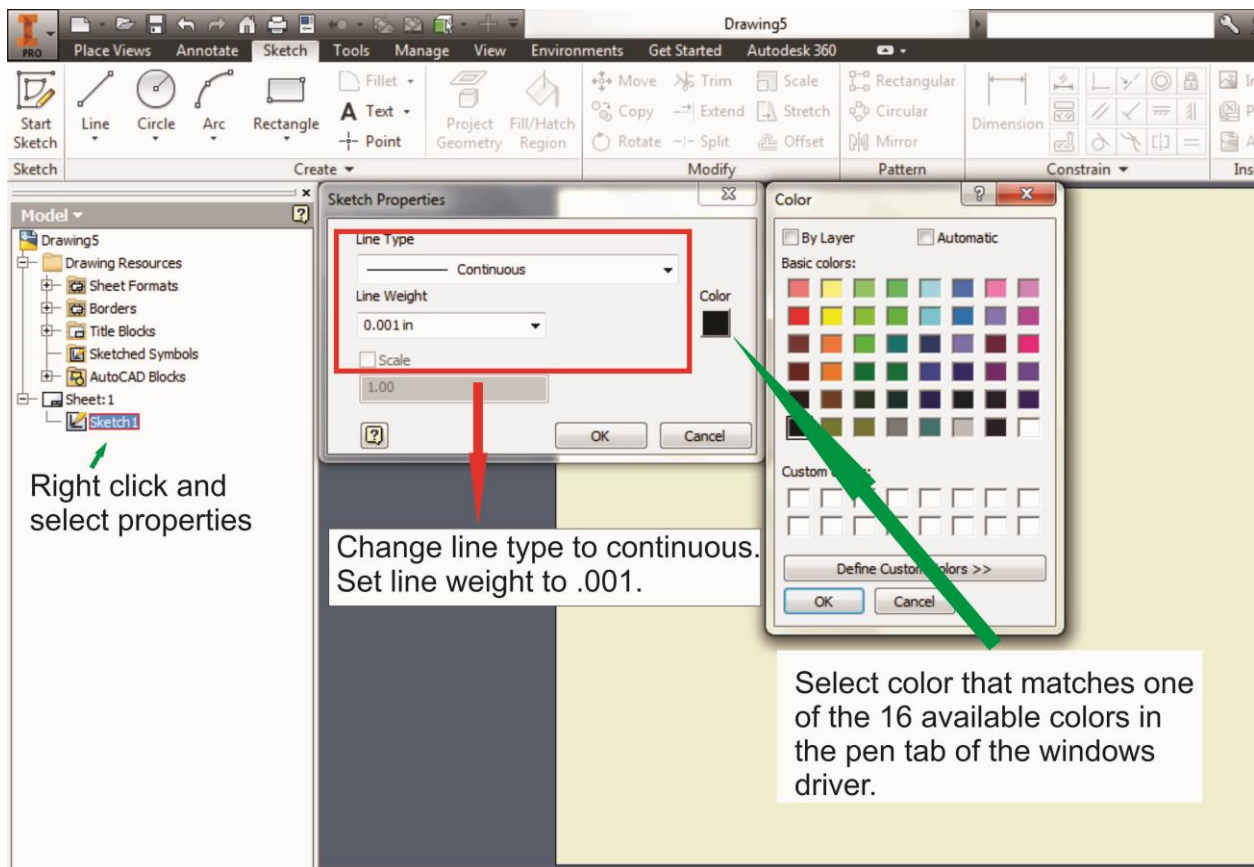 Drawing5
PRO
Place Views Annotate Sketch Tools Manage View Environments Get Started Autodesk 360
Start Sketch
Line
Circle
Arc
Rectangle
Fillet
Text
Point
Project Geometry
Fill/Hatch Region
Move
Trim
Scale
Copy
Extend
Stretch
Rotate
Split
Offset
Rectangular
Circular
Mirror
Dimension
Sketch
Create
Modify
Pattern
Constrain
Ins
Model
Drawing5
Drawing Resources
Sheet Formats
Borders
Title Blocks
Sketched Symbols
AutoCAD Blocks
Sheet:1
Sketch1
Right click and
select properties
Sketch Properties
Line Type
Continuous
Line Weight
0.001 in
Scale
1.00
Color
OK
Cancel
Change line type to continuous.
Set line weight to .001.
Color
By Layer
Automatic
Basic colors:
Custom
Define Custom Colors >>
OK
Cancel
Select color that matches one
of the 16 available colors in
the pen tab of the windows
driver.